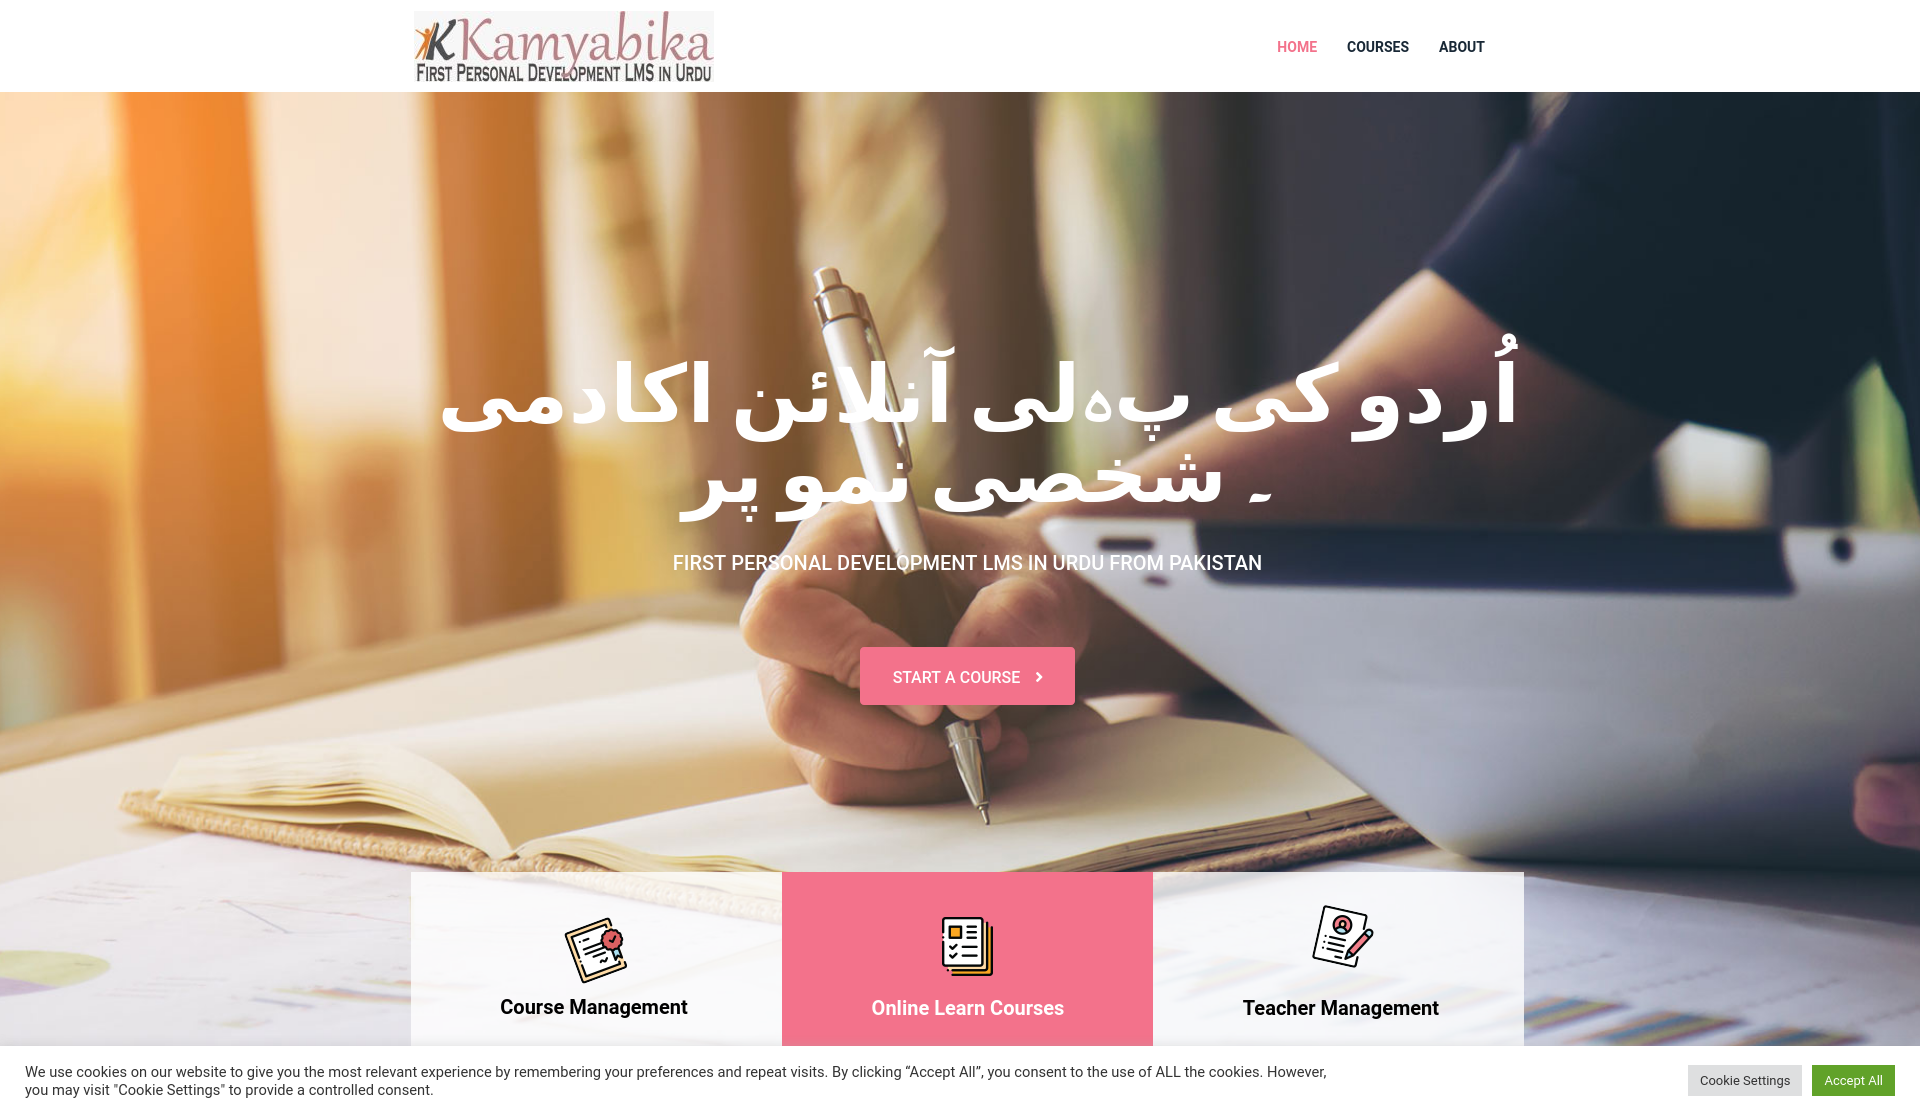 Kamyabika
First Personal Development LMS in Urdu
HOME COURSES ABOUT
اُردو کی پہلی آنلائن اکادمی
۔ شخصی نمو پر
FIRST PERSONAL DEVELOPMENT LMS IN URDU FROM PAKISTAN
START A COURSE
Course Management
Online Learn Courses
Teacher Management
We use cookies on our website to give you the most relevant experience by remembering your preferences and repeat visits. By clicking “Accept All”, you consent to the use of ALL the cookies. However,
you may visit "Cookie Settings" to provide a controlled consent.
Cookie Settings
Accept All